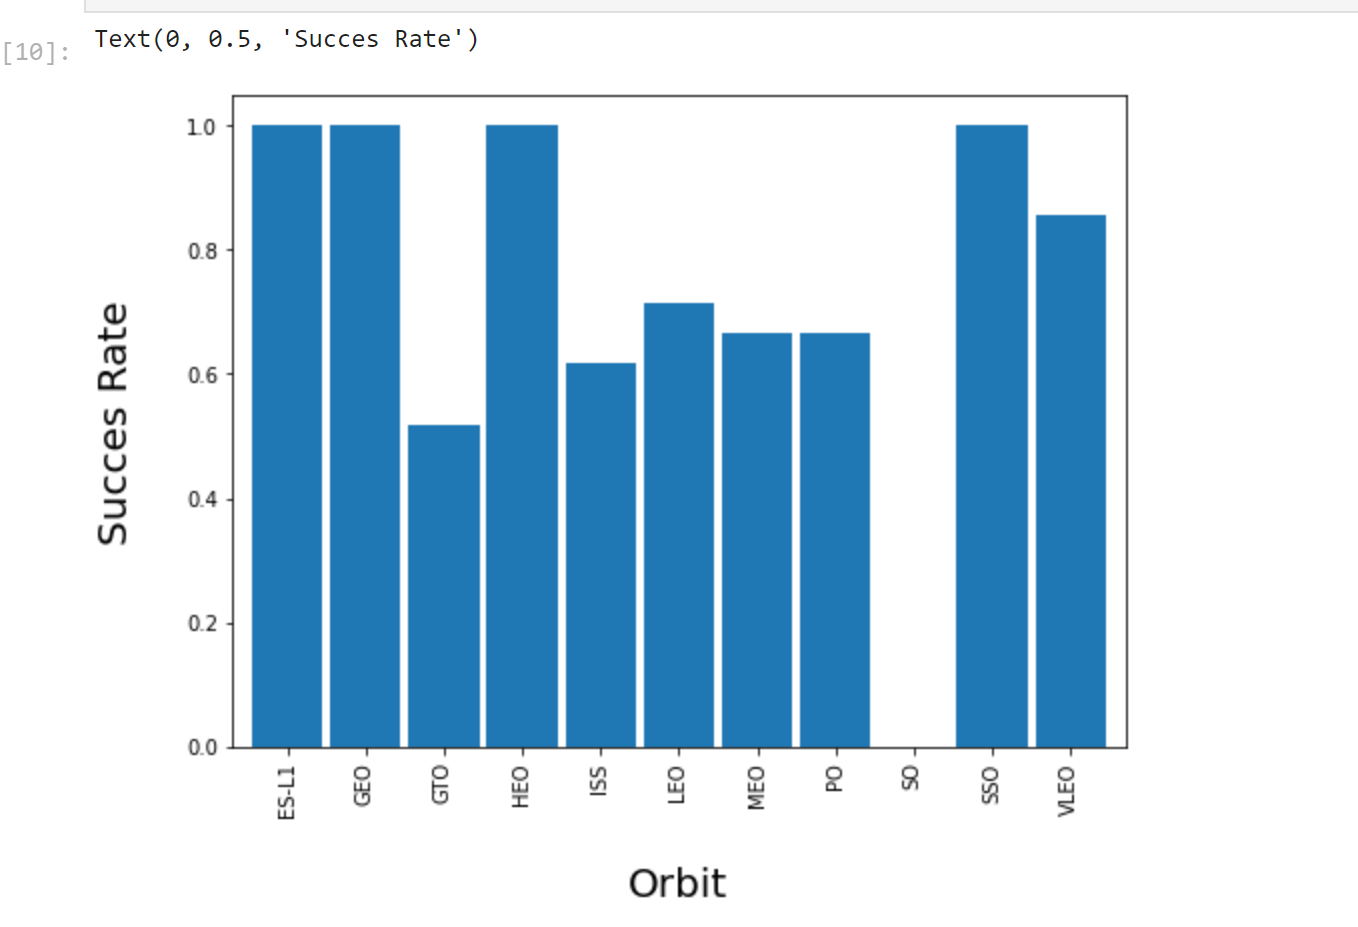 Text(0, 0.5, 'Succes Rate')
[10]:
1.0
0.8
0.6
0.4
0.2
0.0
Succes Rate
ES-L1
GEO
GTO
HEO
ISS
LEO
MEO
PO
SO
SSO
VLEO
Orbit